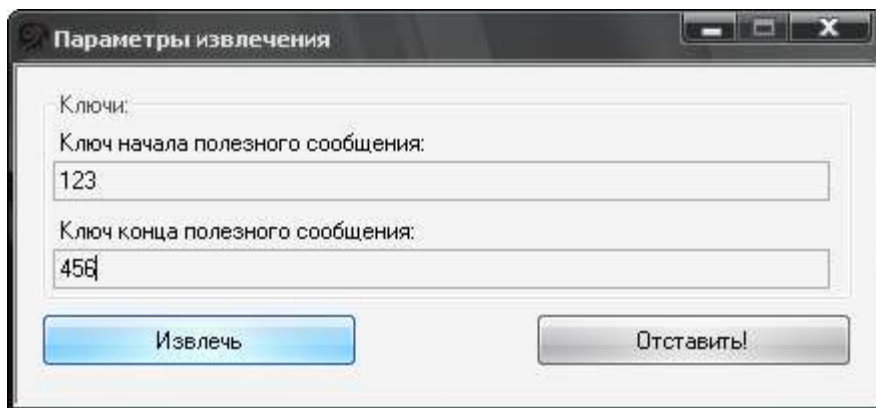 Параметры извлечения
Ключи:
Ключ начала полезного сообщения:
123
Ключ конца полезного сообщения:
456
Извлечь Отставить!